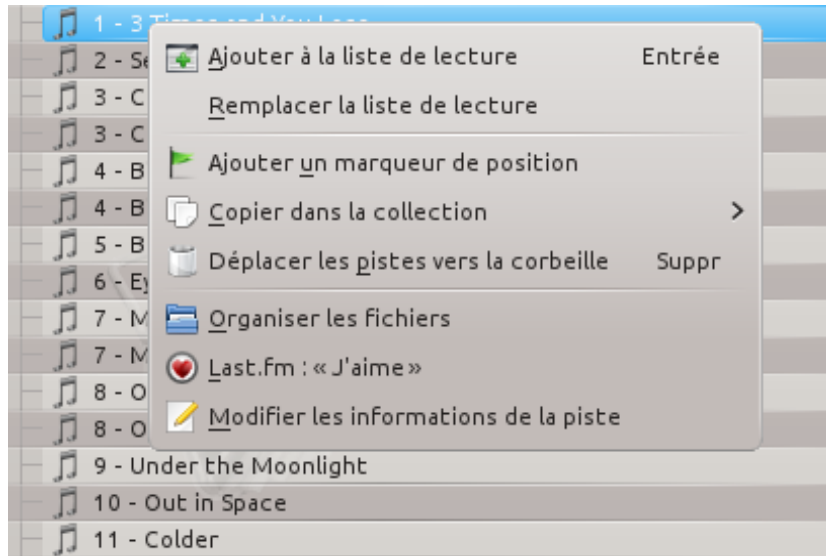 1 - 3 Times and You Lose
2 - Se
Ajouter à la liste de lecture Entrée
3 - C
Remplacer la liste de lecture
3 - C
4 - B
Ajouter un marqueur de position
4 - B
Copier dans la collection >
5 - B
Déplacer les pistes vers la corbeille Suppr
6 - Ey
7 - M
Organiser les fichiers
7 - M
Last.fm : « J'aime »
8 - O
8 - O
Modifier les informations de la piste
9 - Under the Moonlight
10 - Out in Space
11 - Colder